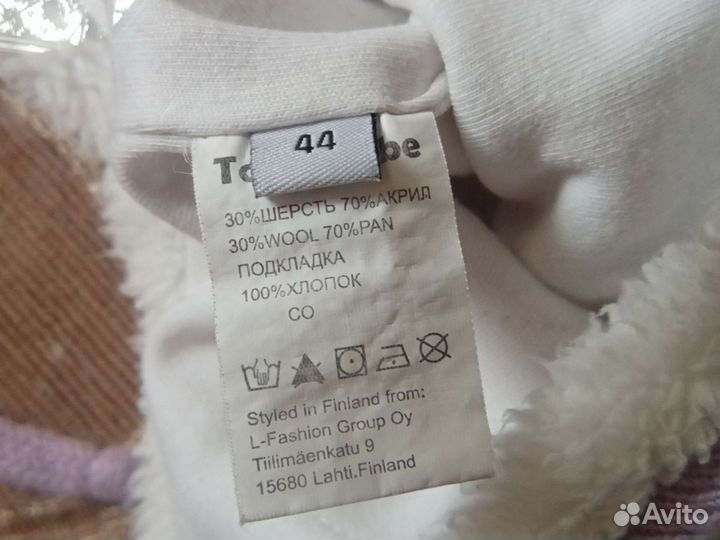 44
30%ШЕРСТЬ 70%АКРИЛ
30%WOOL 70%PAN
ПОДКЛАДКА
100%ХЛОПОК
CO
Styled in Finland from:
L-Fashion Group Oy
Tiilimäenkatu 9
15680 Lahti.Finland
Avito